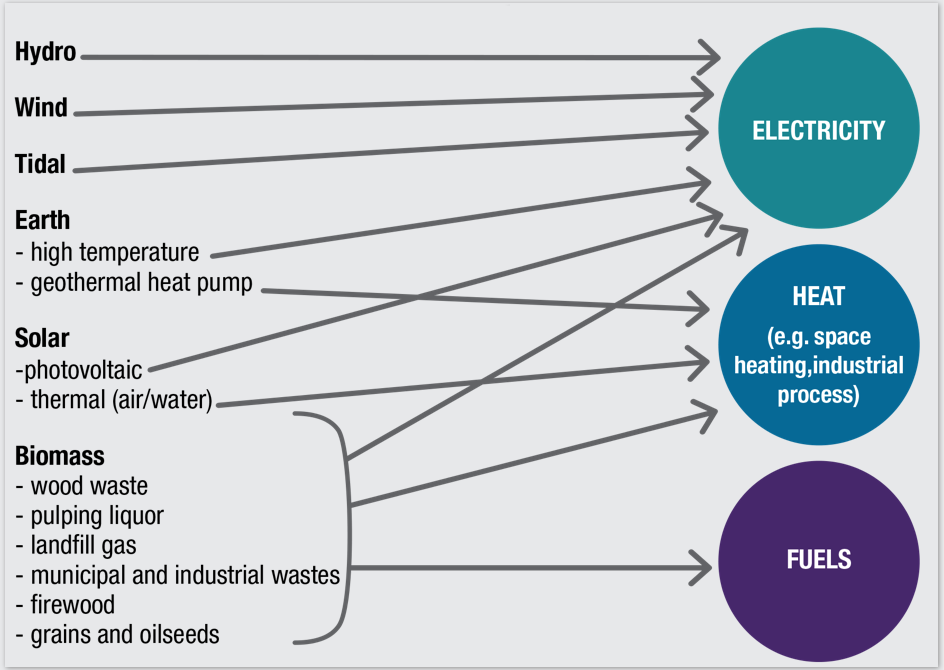 Hydro
Wind
Tidal
Earth
- high temperature
- geothermal heat pump
Solar
-photovoltaic
- thermal (air/water)
Biomass
- wood waste
- pulping liquor
- landfill gas
- municipal and industrial wastes
- firewood
- grains and oilseeds
ELECTRICITY
HEAT
(e.g. space
heating,industrial
process)
FUELS